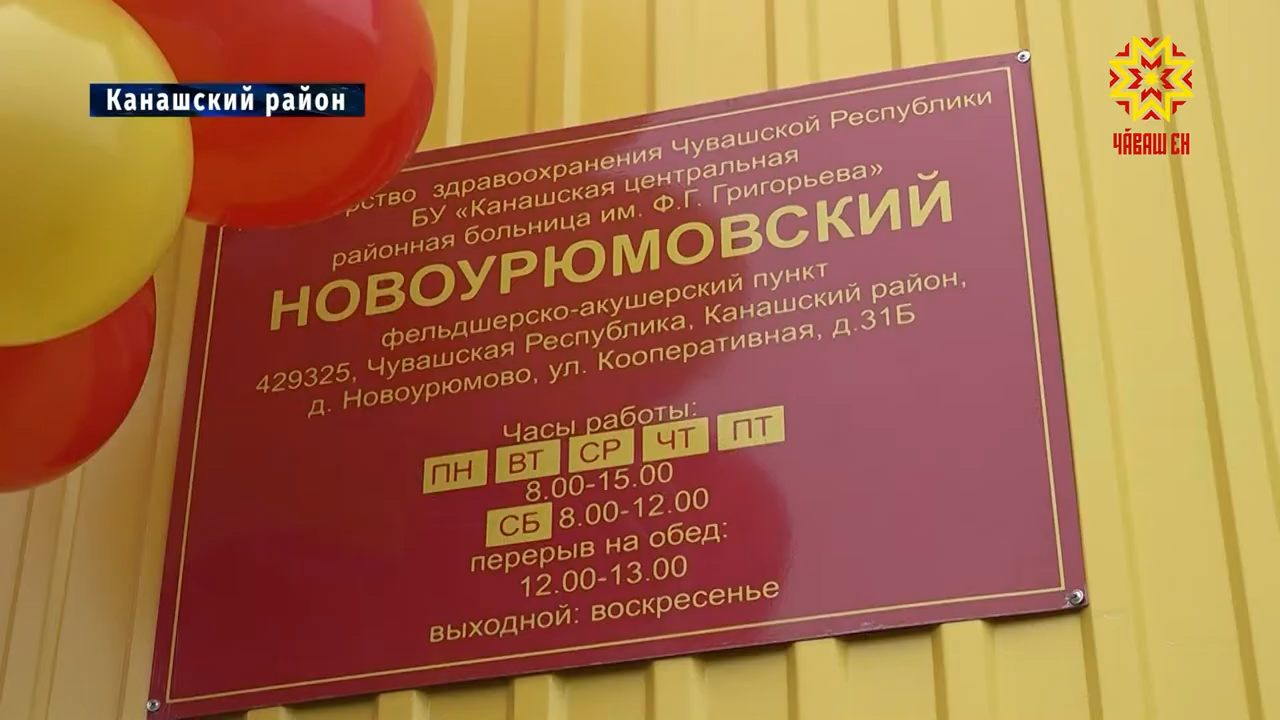 Канашский район
ЧӐВАШ ЕН
здравоохранения Чувашской Республики
БУ «Канашская центральная
районная больница им. Ф.Г. Григорьева»
НОВОУРЮМОВСКИЙ
фельдшерско-акушерский пункт
429325, Чувашская Республика, Канашский район,
д. Новоурюмово, ул. Кооперативная, д.31Б
Часы работы:
ПН ВТ СР ЧТ ПТ
8.00-15.00
СБ 8.00-12.00
перерыв на обед:
12.00-13.00
выходной: воскресенье